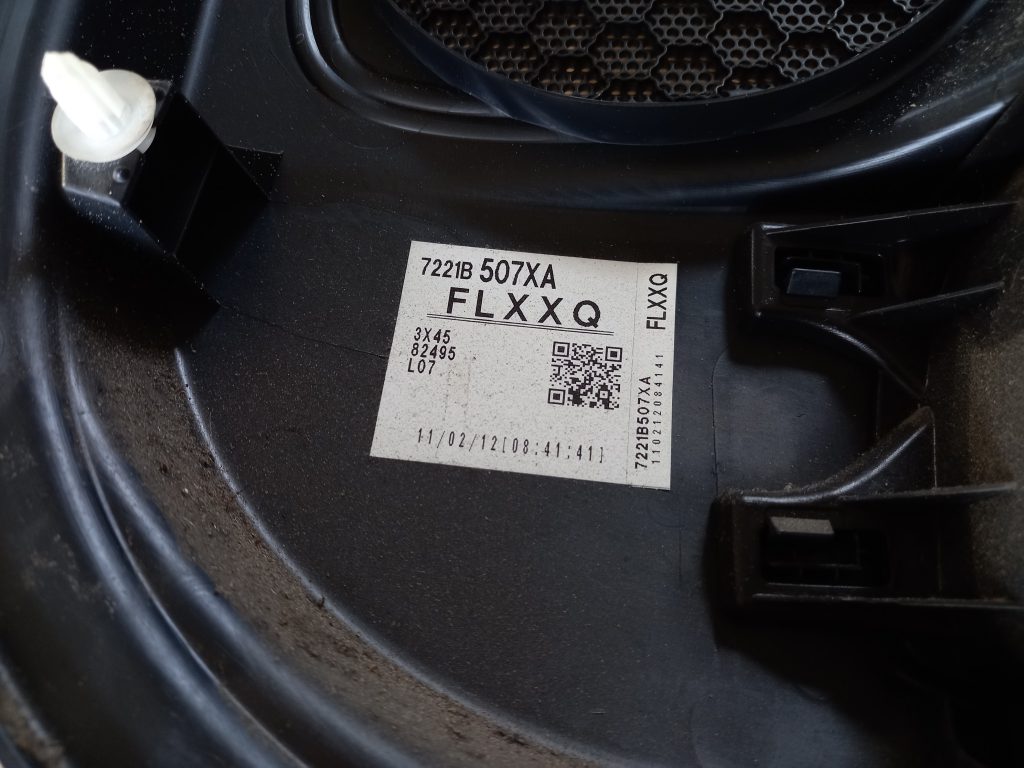 7221B 507XA
FLXXQ
3X45
82495
L07
11/02/12[08:41:41]
FLXXQ
7221B507XA
110212084141